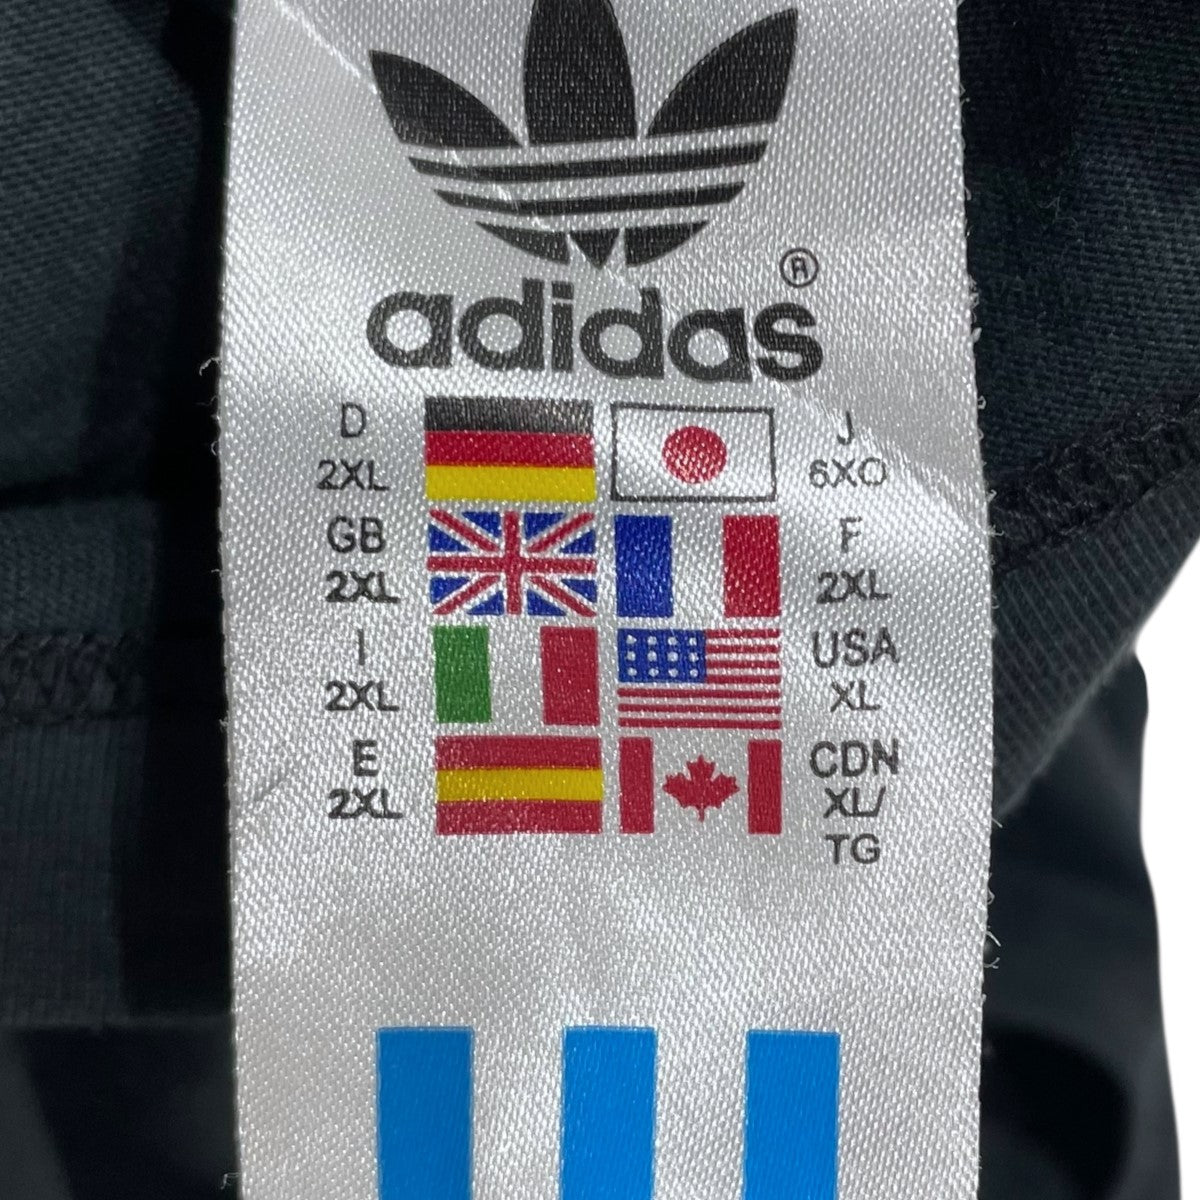 adidas®
D
2XL
J
6XO
GB
2XL
F
2XL
I
2XL
USA
XL
E
2XL
CDN
XL/
TG